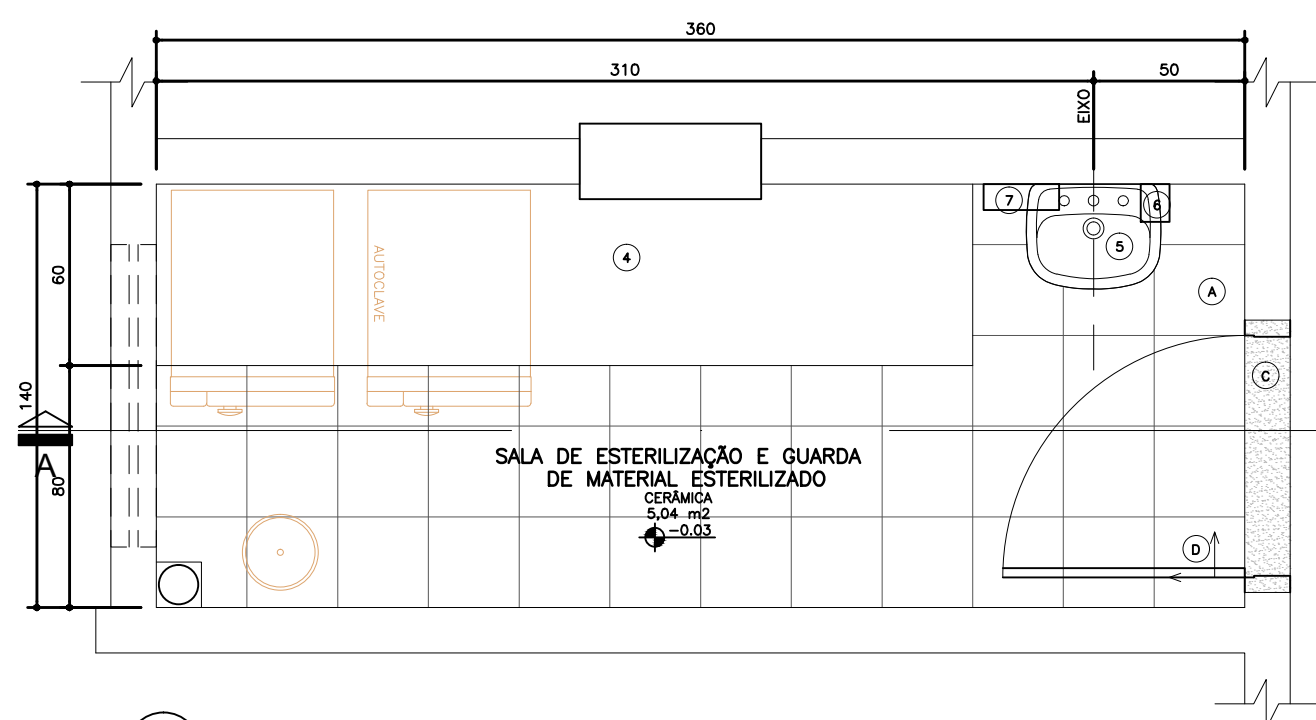 360
310
50
EIXO
7
6
5
4
A
AUTOCLAVE
60
140
C
A
80
SALA DE ESTERILIZAÇÃO E GUARDA
DE MATERIAL ESTERILIZADO
CERÂMICA
5,04 m2
-0.03
D